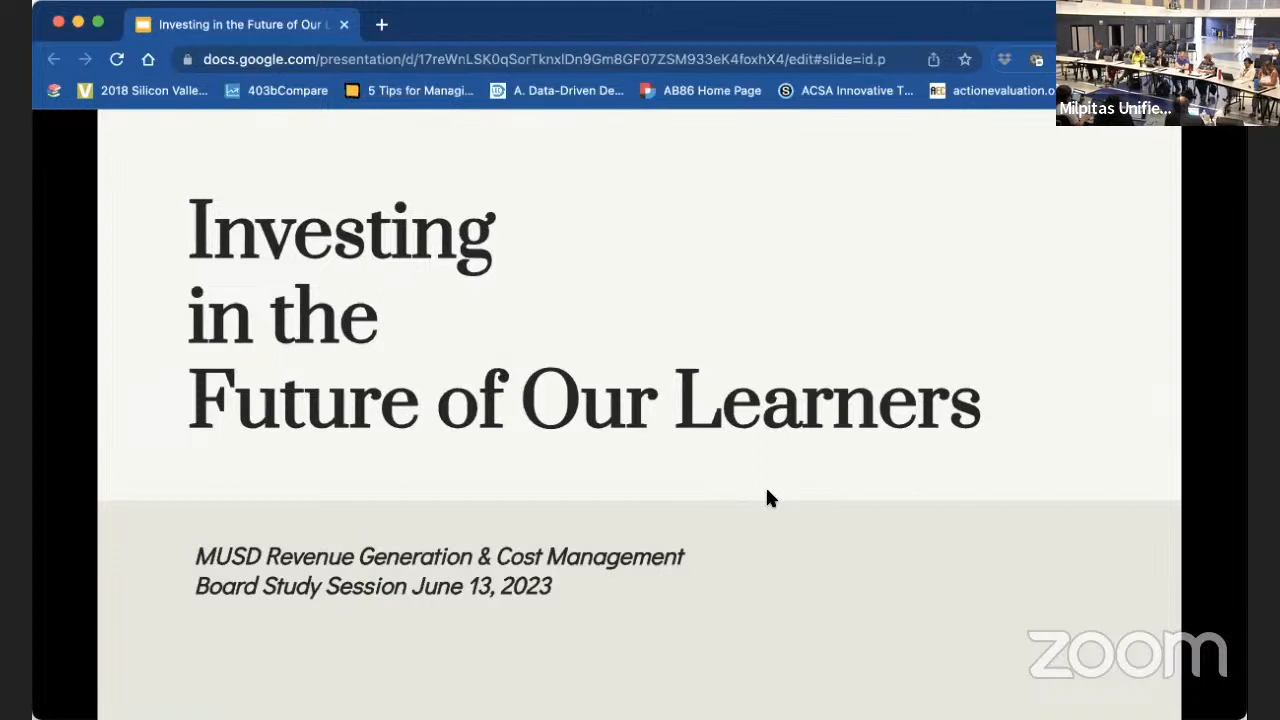 Investing in the Future of Our L
docs.google.com/presentation/d/17reWnLSK0qSorTknxlDn9Gm8GF07ZSM933eK4foxhX4/edit#slide=id.p
2018 Silicon Valle...
403bCompare
5 Tips for Managi...
A. Data-Driven De...
AB86 Home Page
ACSA Innovative T...
actionevaluation.o
Milpitas Unifie...
Investing
in the
Future of Our Learners
MUSD Revenue Generation & Cost Management
Board Study Session June 13, 2023
zoom